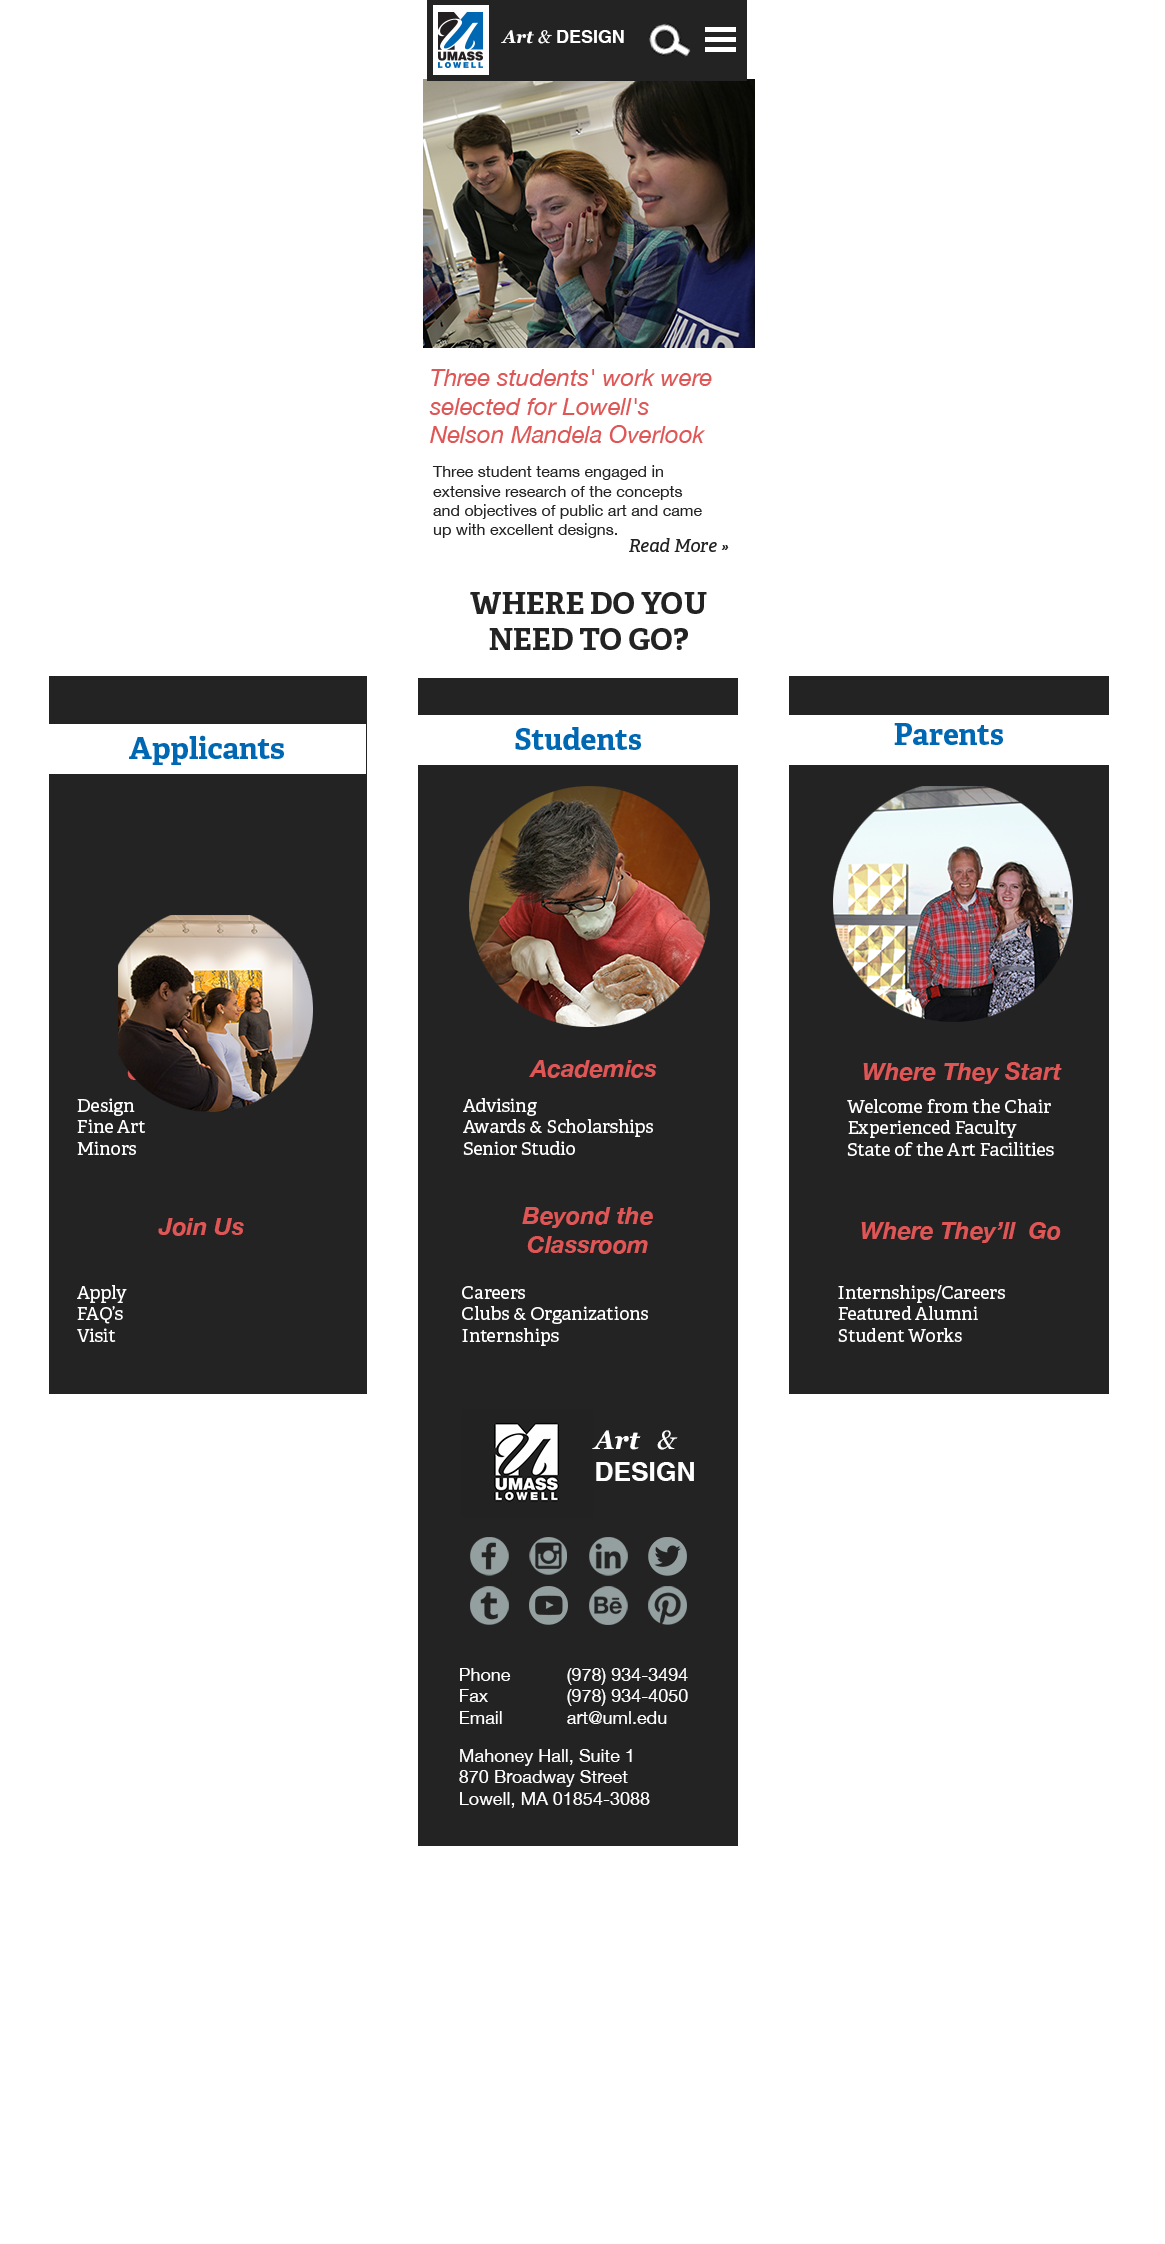 UMASS
LOWELL
Art & DESIGN
Three students' work were
selected for Lowell's
Nelson Mandela Overlook
Three student teams engaged in
extensive research of the concepts
and objectives of public art and came
up with excellent designs.
Read More »
WHERE DO YOU
NEED TO GO?
Applicants
Design
Fine Art
Minors
Join Us
Apply
FAQ's
Visit
Students
Academics
Advising
Awards & Scholarships
Senior Studio
Beyond the
Classroom
Careers
Clubs & Organizations
Internships
Parents
Where They Start
Welcome from the Chair
Experienced Faculty
State of the Art Facilities
Where They’ll Go
Internships/Careers
Featured Alumni
Student Works
UMASS
LOWELL
Art &
DESIGN
Bē
Phone (978) 934-3494
Fax (978) 934-4050
Email art@uml.edu
Mahoney Hall, Suite 1
870 Broadway Street
Lowell, MA 01854-3088